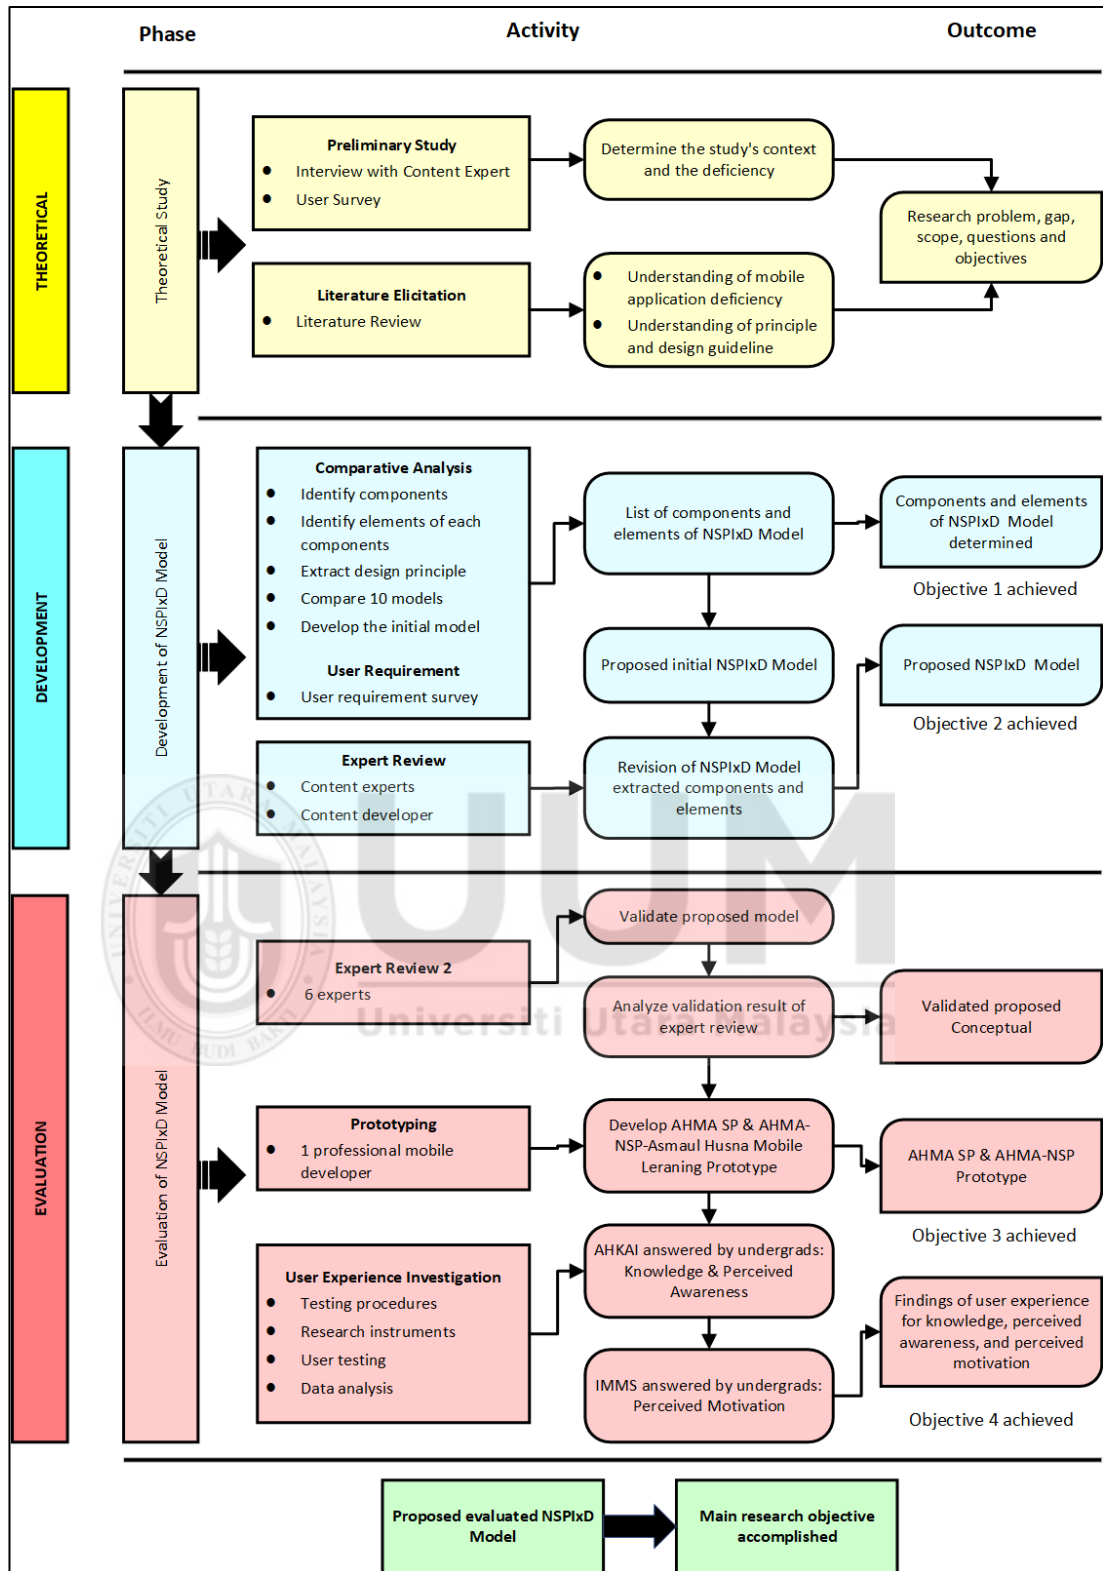 Phase
Activity
Outcome
THEORETICAL
Theoretical Study
Preliminary Study
● Interview with Content Expert
● User Survey
Determine the study's context
and the deficiency
Research problem, gap,
scope, questions and
objectives
Literature Elicitation
● Literature Review
● Understanding of mobile
application deficiency
● Understanding of principle
and design guideline
DEVELOPMENT
Development of NSPIxD Model
Comparative Analysis
● Identify components
● Identify elements of each
components
● Extract design principle
● Compare 10 models
● Develop the initial model
User Requirement
● User requirement survey
List of components and
elements of NSPIxD Model
Components and elements
of NSPIxD Model
determined
Objective 1 achieved
Proposed initial NSPIxD Model
Proposed NSPIxD Model
Objective 2 achieved
Expert Review
● Content experts
● Content developer
Revision of NSPIxD Model
extracted components and
elements
EVALUATION
Evaluation of NSPIxD Model
Expert Review 2
● 6 experts
Validate proposed model
Analyze validation result of
expert review
Validated proposed
Conceptual
Prototyping
● 1 professional mobile
developer
Develop AHMA SP & AHMA-
NSP-Asmaul Husna Mobile
Leraning Prototype
AHMA SP & AHMA-NSP
Prototype
Objective 3 achieved
User Experience Investigation
● Testing procedures
● Research instruments
● User testing
● Data analysis
AHKAI answered by undergrads:
Knowledge & Perceived
Awareness
IMMS answered by undergrads:
Perceived Motivation
Findings of user experience
for knowledge, perceived
awareness, and perceived
motivation
Objective 4 achieved
Proposed evaluated NSPIxD
Model
Main research objective
accomplished
UUM
Universiti Utara Malaysia
UNIVERSITI UTARA MALAYSIA
ILMU BUDI BAKTI